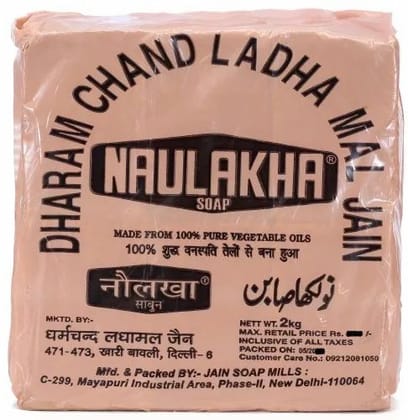 DHARAM CHAND LADHA MAL JAIN
NAULAKHA®
SOAP
MADE FROM 100% PURE VEGETABLE OILS
100% शुद्ध वनस्पति तेलों से बना हुआ
नौलखा®
साबुन
نولکھا صابن
MKTD. BY:-
धर्मचन्द लधामल जैन
471-473, खारी बावली, दिल्ली-6
NETT WT. 2kg
MAX. RETAIL PRICE Rs. /-
INCLUSIVE OF ALL TAXES
PACKED ON: 05/20
Customer Care No.: 09212081050
Mfd. & Packed BY:- JAIN SOAP MILLS :
C-299, Mayapuri Industrial Area, Phase-II, New Delhi-110064